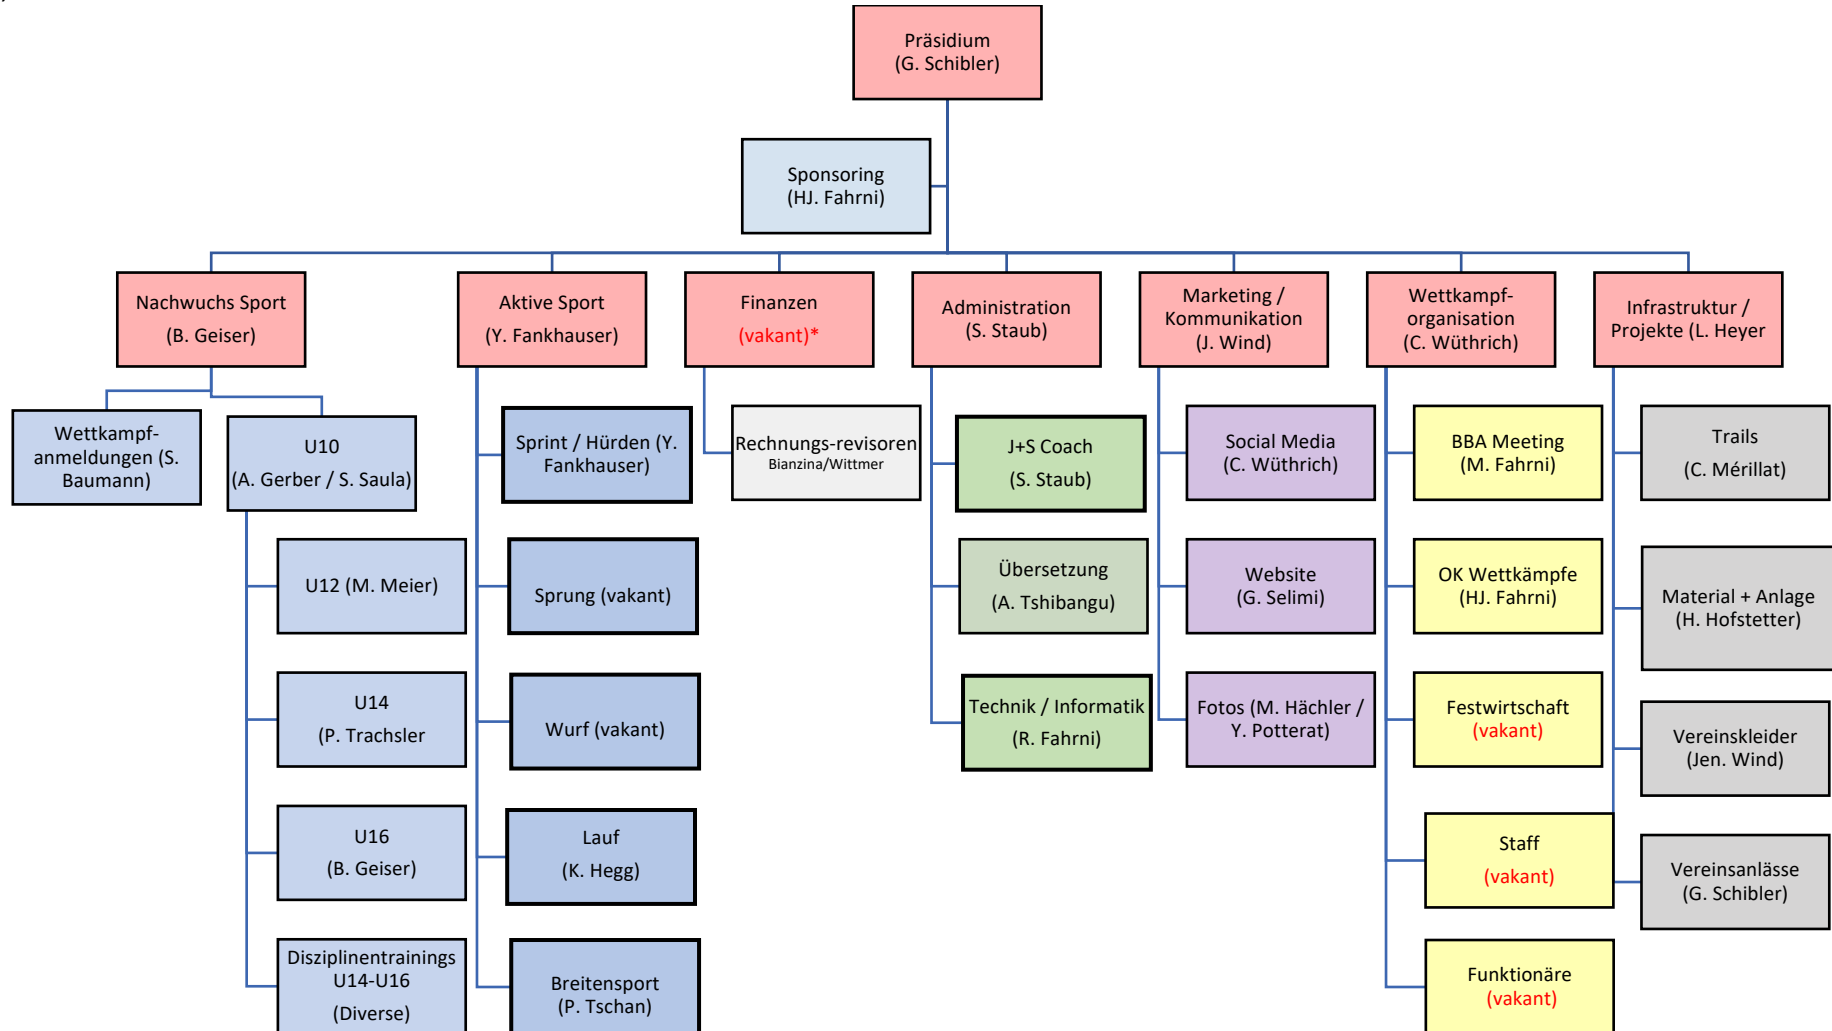 Präsidium
(G. Schibler)
Sponsoring
(HJ. Fahrni)
Nachwuchs Sport
(B. Geiser)
Aktive Sport
(Y. Fankhauser)
Finanzen
(vakant)*
Administration
(S. Staub)
Marketing /
Kommunikation
(J. Wind)
Wettkampf-
organisation
(C. Wüthrich)
Infrastruktur /
Projekte (L. Heyer
Wettkampf-
anmeldungen (S.
Baumann)
U10
(A. Gerber / S. Saula)
U12 (M. Meier)
U14
(P. Trachsler
U16
(B. Geiser)
Disziplinentrainings
U14-U16
(Diverse)
Sprint / Hürden (Y.
Fankhauser)
Sprung (vakant)
Wurf (vakant)
Lauf
(K. Hegg)
Breitensport
(P. Tschan)
Rechnungs-revisoren
Bianzina/Wittmer
J+S Coach
(S. Staub)
Übersetzung
(A. Tshibangu)
Technik / Informatik
(R. Fahrni)
Social Media
(C. Wüthrich)
Website
(G. Selimi)
Fotos (M. Hächler /
Y. Potterat)
BBA Meeting
(M. Fahrni)
OK Wettkämpfe
(HJ. Fahrni)
Festwirtschaft
(vakant)
Staff
(vakant)
Funktionäre
(vakant)
Trails
(C. Mérillat)
Material + Anlage
(H. Hofstetter)
Vereinskleider
(Jen. Wind)
Vereinsanlässe
(G. Schibler)